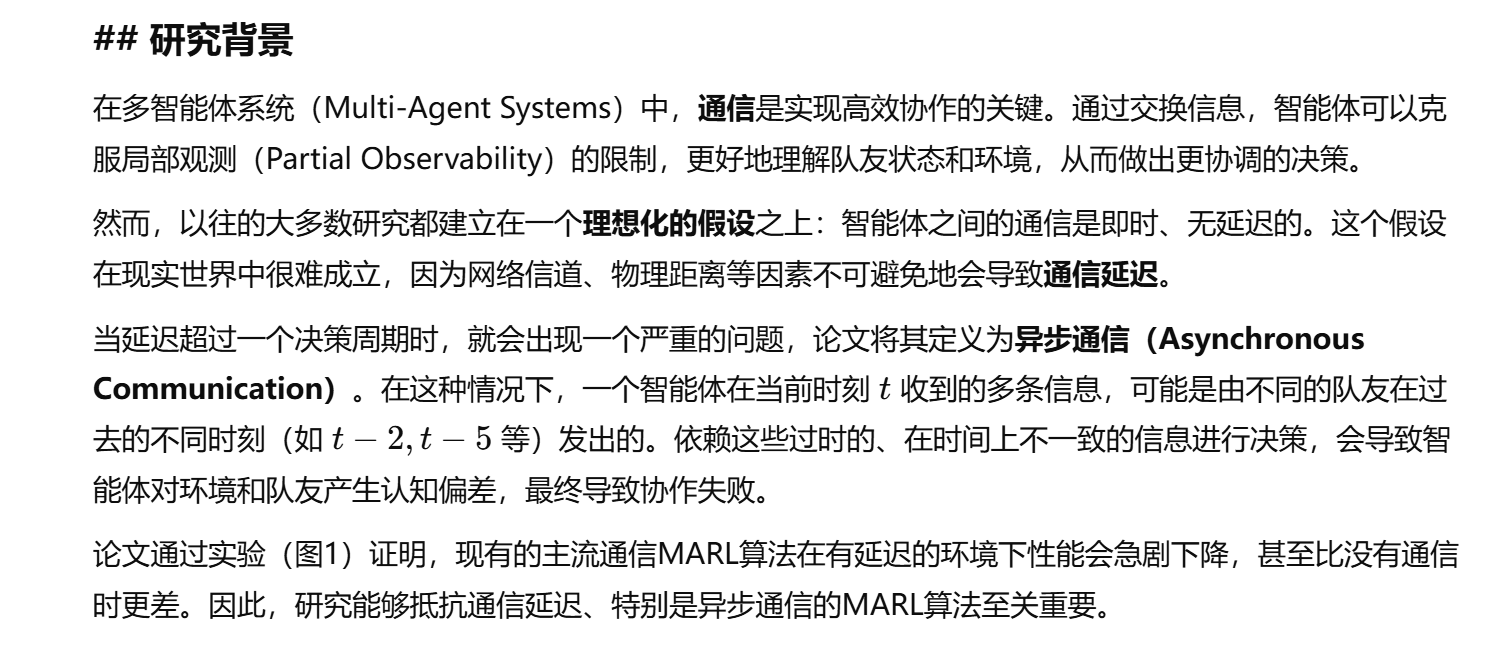 ## 研究背景
在多智能体系统（Multi-Agent Systems）中，通信是实现高效协作的关键。通过交换信息，智能体可以克
服局部观测（Partial Observability）的限制，更好地理解队友状态和环境，从而做出更协调的决策。
然而，以往的大多数研究都建立在一个理想化的假设之上：智能体之间的通信是即时、无延迟的。这个假设
在现实世界中很难成立，因为网络信道、物理距离等因素不可避免地会导致通信延迟。
当延迟超过一个决策周期时，就会出现一个严重的问题，论文将其定义为异步通信（Asynchronous
Communication）。在这种情况下，一个智能体在当前时刻 t 收到的多条信息，可能是由不同的队友在过
去的不同时刻（如 t − 2, t − 5 等）发出的。依赖这些过时的、在时间上不一致的信息进行决策，会导致智
能体对环境和队友产生认知偏差，最终导致协作失败。
论文通过实验（图1）证明，现有的主流通信MARL算法在有延迟的环境下性能会急剧下降，甚至比没有通信
时更差。因此，研究能够抵抗通信延迟、特别是异步通信的MARL算法至关重要。